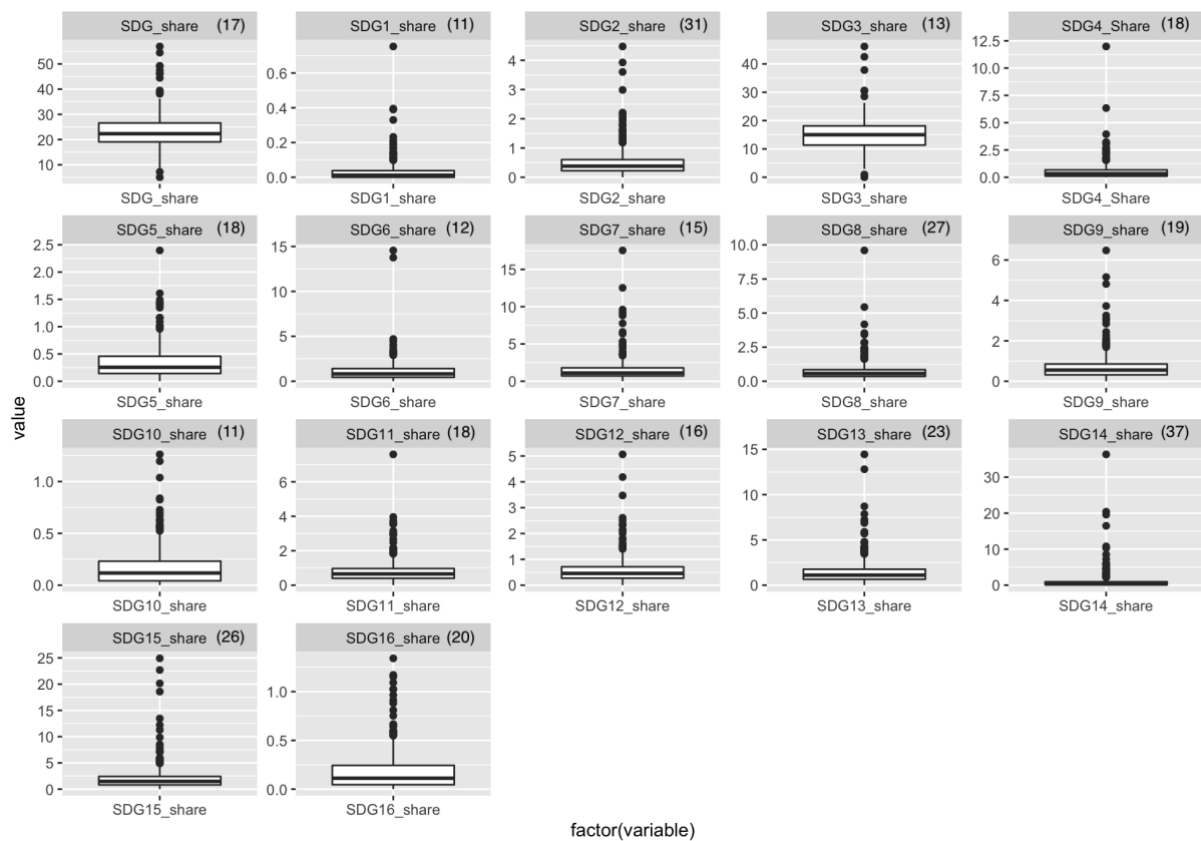 SDG_share (17)
SDG1_share (11)
SDG2_share (31)
SDG3_share (13)
SDG4_Share (18)
50
40
30
20
10
0.6
0.4
0.2
0.0
4
3
2
1
0
40
30
20
10
0
12.5
10.0
7.5
5.0
2.5
0.0
SDG_share
SDG1_share
SDG2_share
SDG3_share
SDG4_Share
SDG5_share (18)
SDG6_share (12)
SDG7_share (15)
SDG8_share (27)
SDG9_share (19)
2.5
2.0
1.5
1.0
0.5
0.0
15
10
5
0
15
10
5
0
10.0
7.5
5.0
2.5
0.0
6
4
2
0
SDG5_share
SDG6_share
SDG7_share
SDG8_share
SDG9_share
value
SDG10_share (11)
SDG11_share (18)
SDG12_share (16)
SDG13_share (23)
SDG14_share (37)
1.0
0.5
0.0
6
4
2
0
5
4
3
2
1
0
15
10
5
0
30
20
10
0
SDG10_share
SDG11_share
SDG12_share
SDG13_share
SDG14_share
SDG15_share (26)
SDG16_share (20)
25
20
15
10
5
0
1.0
0.5
0.0
SDG15_share
SDG16_share
factor(variable)